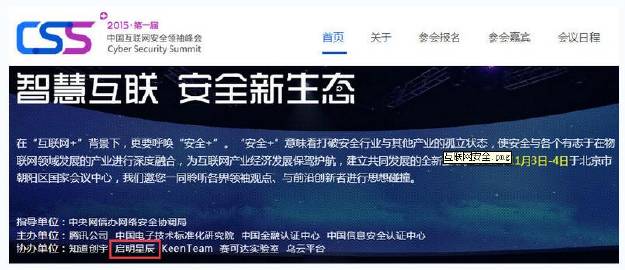 CSS
2015·第一届
中国互联网安全领袖峰会
Cyber Security Summit
首页 关于 参会报名 参会嘉宾 会议日程
智慧互联 安全新生态
在“互联网+”背景下，更要呼唤“安全+”。“安全+”意味着打破安全行业与其他产业的孤立状态，使安全与各个有志于在物
联网领域发展的产业进行深度融合，为互联网产业经济发展保驾护航，建立共同发展的全新 互联网安全.png 1月3日-4日于北京市
朝阳区国家会议中心，我们邀您一同聆听各界领袖观点、与前沿创新者进行思想碰撞。
指导单位：中央网信办网络安全协调局
主办单位：腾讯公司 中国电子技术标准化研究院 中国金融认证中心 中国信息安全认证中心
协办单位：知道创宇 启明星辰 KeenTeam 赛可达实验室 乌云平台